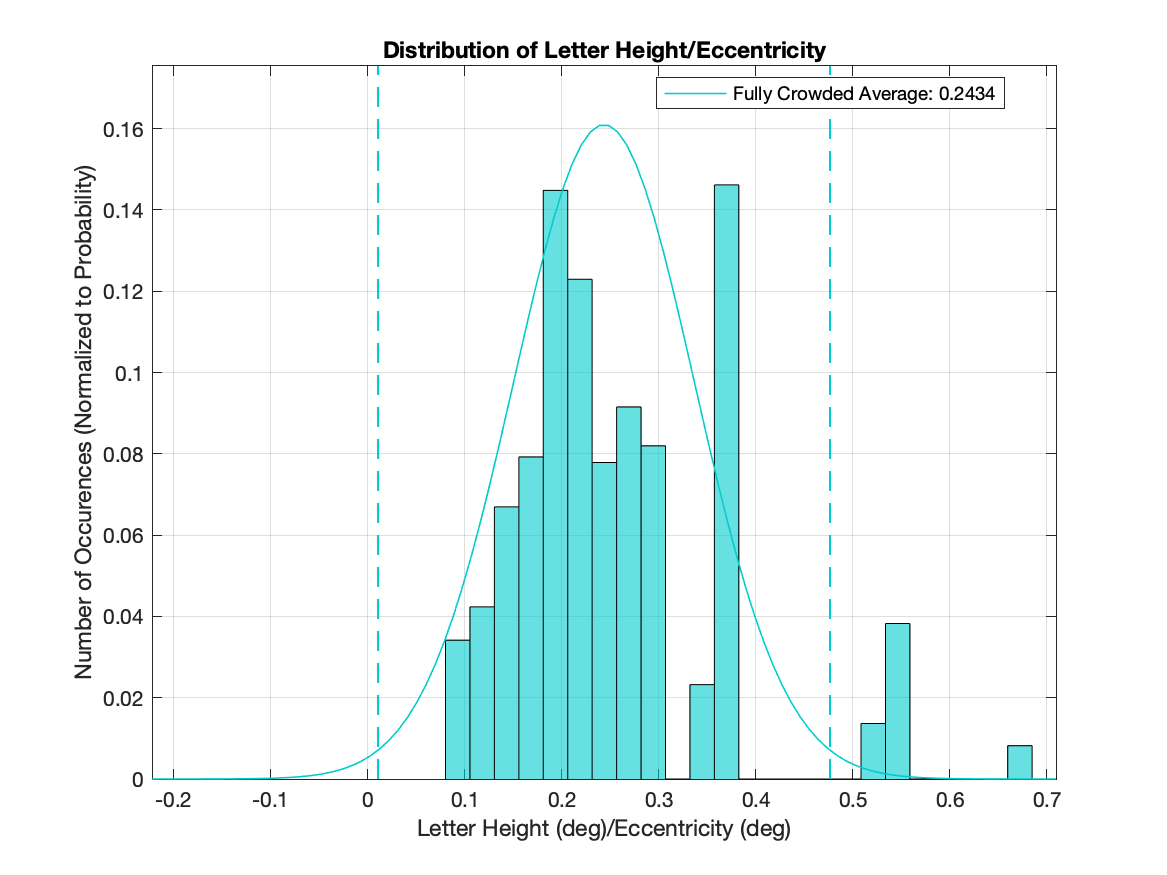 Distribution of Letter Height/Eccentricity
Fully Crowded Average: 0.2434
Number of Occurences (Normalized to Probability)
0.16
0.14
0.12
0.1
0.08
0.06
0.04
0.02
0
-0.2 -0.1 0 0.1 0.2 0.3 0.4 0.5 0.6 0.7
Letter Height (deg)/Eccentricity (deg)